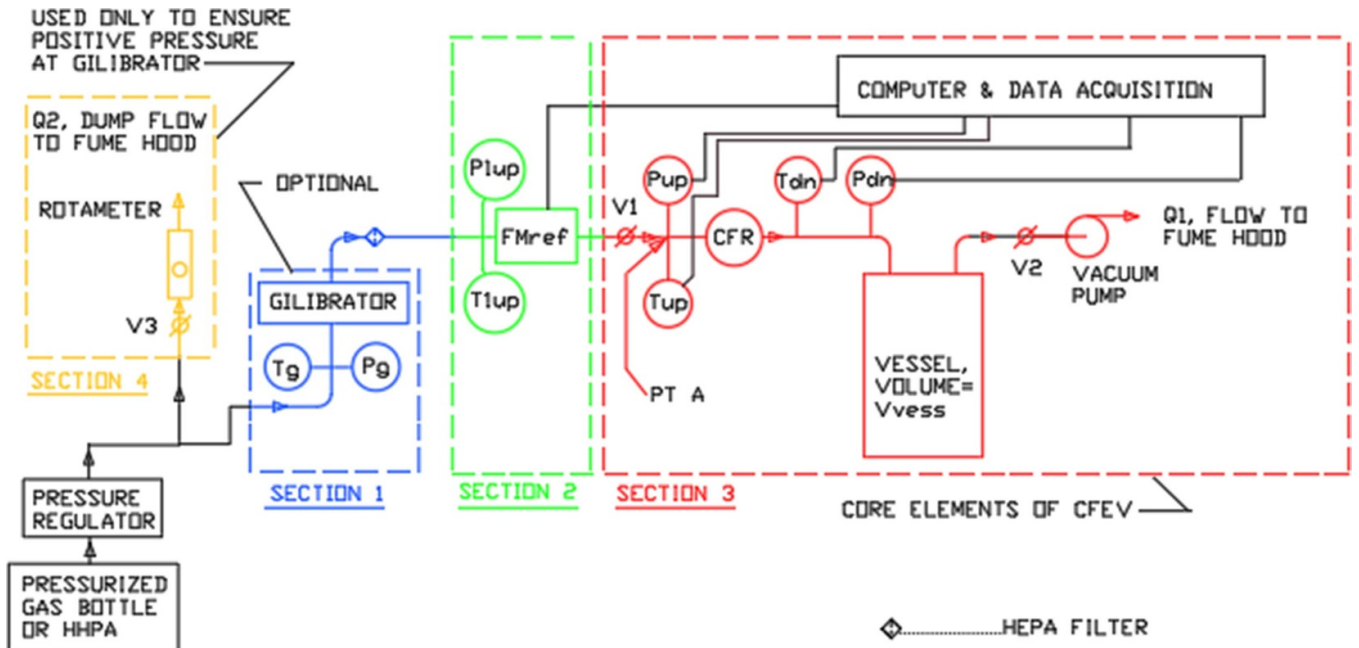 USED ONLY TO ENSURE
POSITIVE PRESSURE
AT GILIBRATOR
Q2, DUMP FLOW
TO FUME HOOD
ROTAMETER
V3
SECTION 4
OPTIONAL
GILIBRATOR
Tg
Pg
SECTION 1
PRESSURE
REGULATOR
PRESSURIZED
GAS BOTTLE
OR HHPA
P1up
FMref
T1up
SECTION 2
COMPUTER & DATA ACQUISITION
V1
Pup
CFR
Tup
PT A
Tdn
Pdn
V2
VACUUM
PUMP
Q1, FLOW TO
FUME HOOD
VESSEL,
VOLUME=
Vvess
SECTION 3
CORE ELEMENTS OF CFEV
..............HEPA FILTER